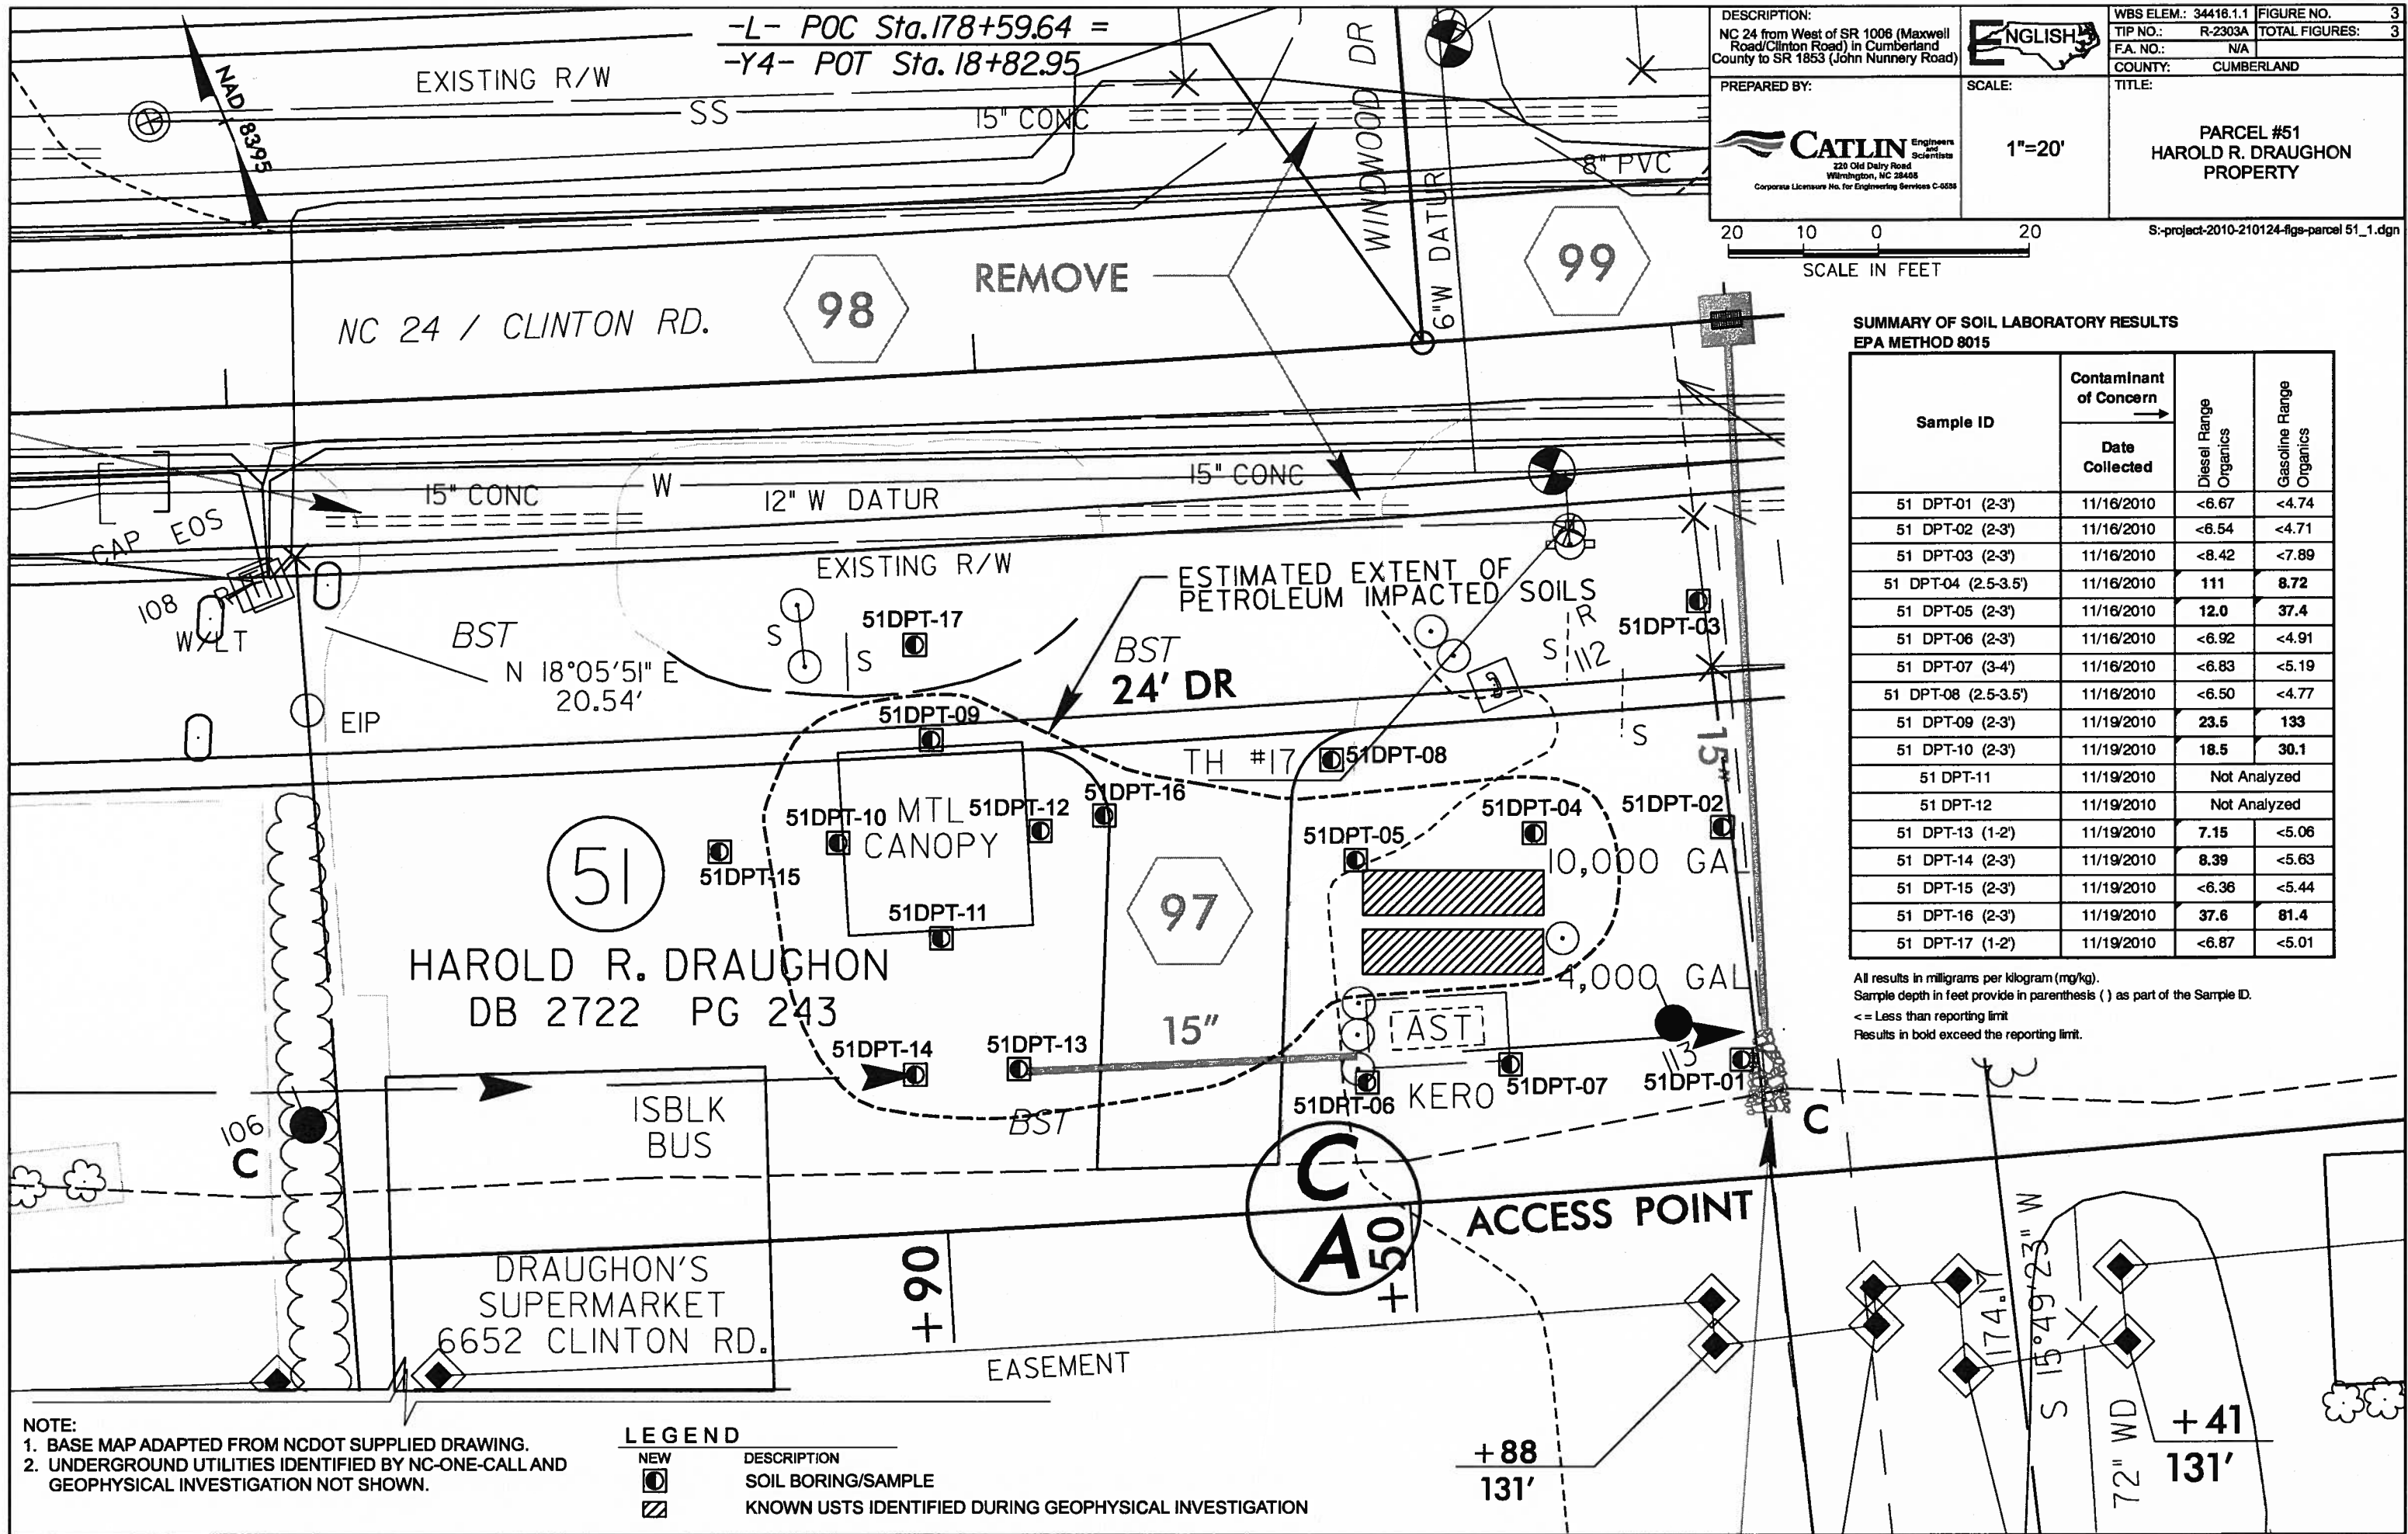 -L- POC Sta.178+59.64 =
-Y4- POT Sta. 18+82.95
NAD 83/95
EXISTING R/W
SS
15" CONC
WINDWOOD DR
8" PVC
6"W DATUR
DESCRIPTION:
NC 24 from West of SR 1006 (Maxwell
Road/Clinton Road) in Cumberland
County to SR 1853 (John Nunnery Road)
ENGLISH
WBS ELEM.: 34416.1.1 FIGURE NO. 3
TIP NO.: R-2303A TOTAL FIGURES: 3
F.A. NO.: N/A
COUNTY: CUMBERLAND
PREPARED BY:
CATLIN Engineers and Scientists
220 Old Dairy Road
Wilmington, NC 28405
Corporate Licensure No. for Engineering Services C-0585
SCALE:
1"=20'
TITLE:
PARCEL #51
HAROLD R. DRAUGHON
PROPERTY
20 10 0 20
SCALE IN FEET
S:-project-2010-210124-figs-parcel 51_1.dgn
NC 24 / CLINTON RD.
98
REMOVE
99
SUMMARY OF SOIL LABORATORY RESULTS
EPA METHOD 8015
Sample ID
Contaminant
of Concern
Date
Collected
Diesel Range
Organics
Gasoline Range
Organics
51 DPT-01 (2-3') 11/16/2010 <6.67 <4.74
51 DPT-02 (2-3') 11/16/2010 <6.54 <4.71
51 DPT-03 (2-3') 11/16/2010 <8.42 <7.89
51 DPT-04 (2.5-3.5') 11/16/2010 111 8.72
51 DPT-05 (2-3') 11/16/2010 12.0 37.4
51 DPT-06 (2-3') 11/16/2010 <6.92 <4.91
51 DPT-07 (3-4') 11/16/2010 <6.83 <5.19
51 DPT-08 (2.5-3.5') 11/16/2010 <6.50 <4.77
51 DPT-09 (2-3') 11/19/2010 23.5 133
51 DPT-10 (2-3') 11/19/2010 18.5 30.1
51 DPT-11 11/19/2010 Not Analyzed
51 DPT-12 11/19/2010 Not Analyzed
51 DPT-13 (1-2') 11/19/2010 7.15 <5.06
51 DPT-14 (2-3') 11/19/2010 8.39 <5.63
51 DPT-15 (2-3') 11/19/2010 <6.36 <5.44
51 DPT-16 (2-3') 11/19/2010 37.6 81.4
51 DPT-17 (1-2') 11/19/2010 <6.87 <5.01
All results in milligrams per kilogram (mg/kg).
Sample depth in feet provide in parenthesis ( ) as part of the Sample ID.
< = Less than reporting limit
Results in bold exceed the reporting limit.
15" CONC
W
12" W DATUR
15" CONC
CAP EOS
108
W/LT
EXISTING R/W
ESTIMATED EXTENT OF
PETROLEUM IMPACTED SOILS
BST
N 18°05'51" E
20.54'
EIP
S
S
51DPT-17
BST
24' DR
S
R
112
S
51DPT-03
15"
51DPT-09
TH #17
51DPT-08
51DPT-16
51DPT-10
MTL
CANOPY
51DPT-12
51DPT-15
51DPT-11
51DPT-05
51DPT-04
51DPT-02
10,000 GAL
4,000 GAL
51
97
HAROLD R. DRAUGHON
DB 2722 PG 243
15"
AST
KERO
51DPT-14
51DPT-13
51DPT-06
51DPT-07
113
51DPT-01
C
BST
ISBLK
BUS
106
C
C
A
ACCESS POINT
+90
+50
DRAUGHON'S
SUPERMARKET
6652 CLINTON RD.
EASEMENT
174.17
S 15°49'23" W
72" WD
+88
131'
+41
131'
NOTE:
1. BASE MAP ADAPTED FROM NCDOT SUPPLIED DRAWING.
2. UNDERGROUND UTILITIES IDENTIFIED BY NC-ONE-CALL AND
GEOPHYSICAL INVESTIGATION NOT SHOWN.
LEGEND
NEW DESCRIPTION
SOIL BORING/SAMPLE
KNOWN USTS IDENTIFIED DURING GEOPHYSICAL INVESTIGATION